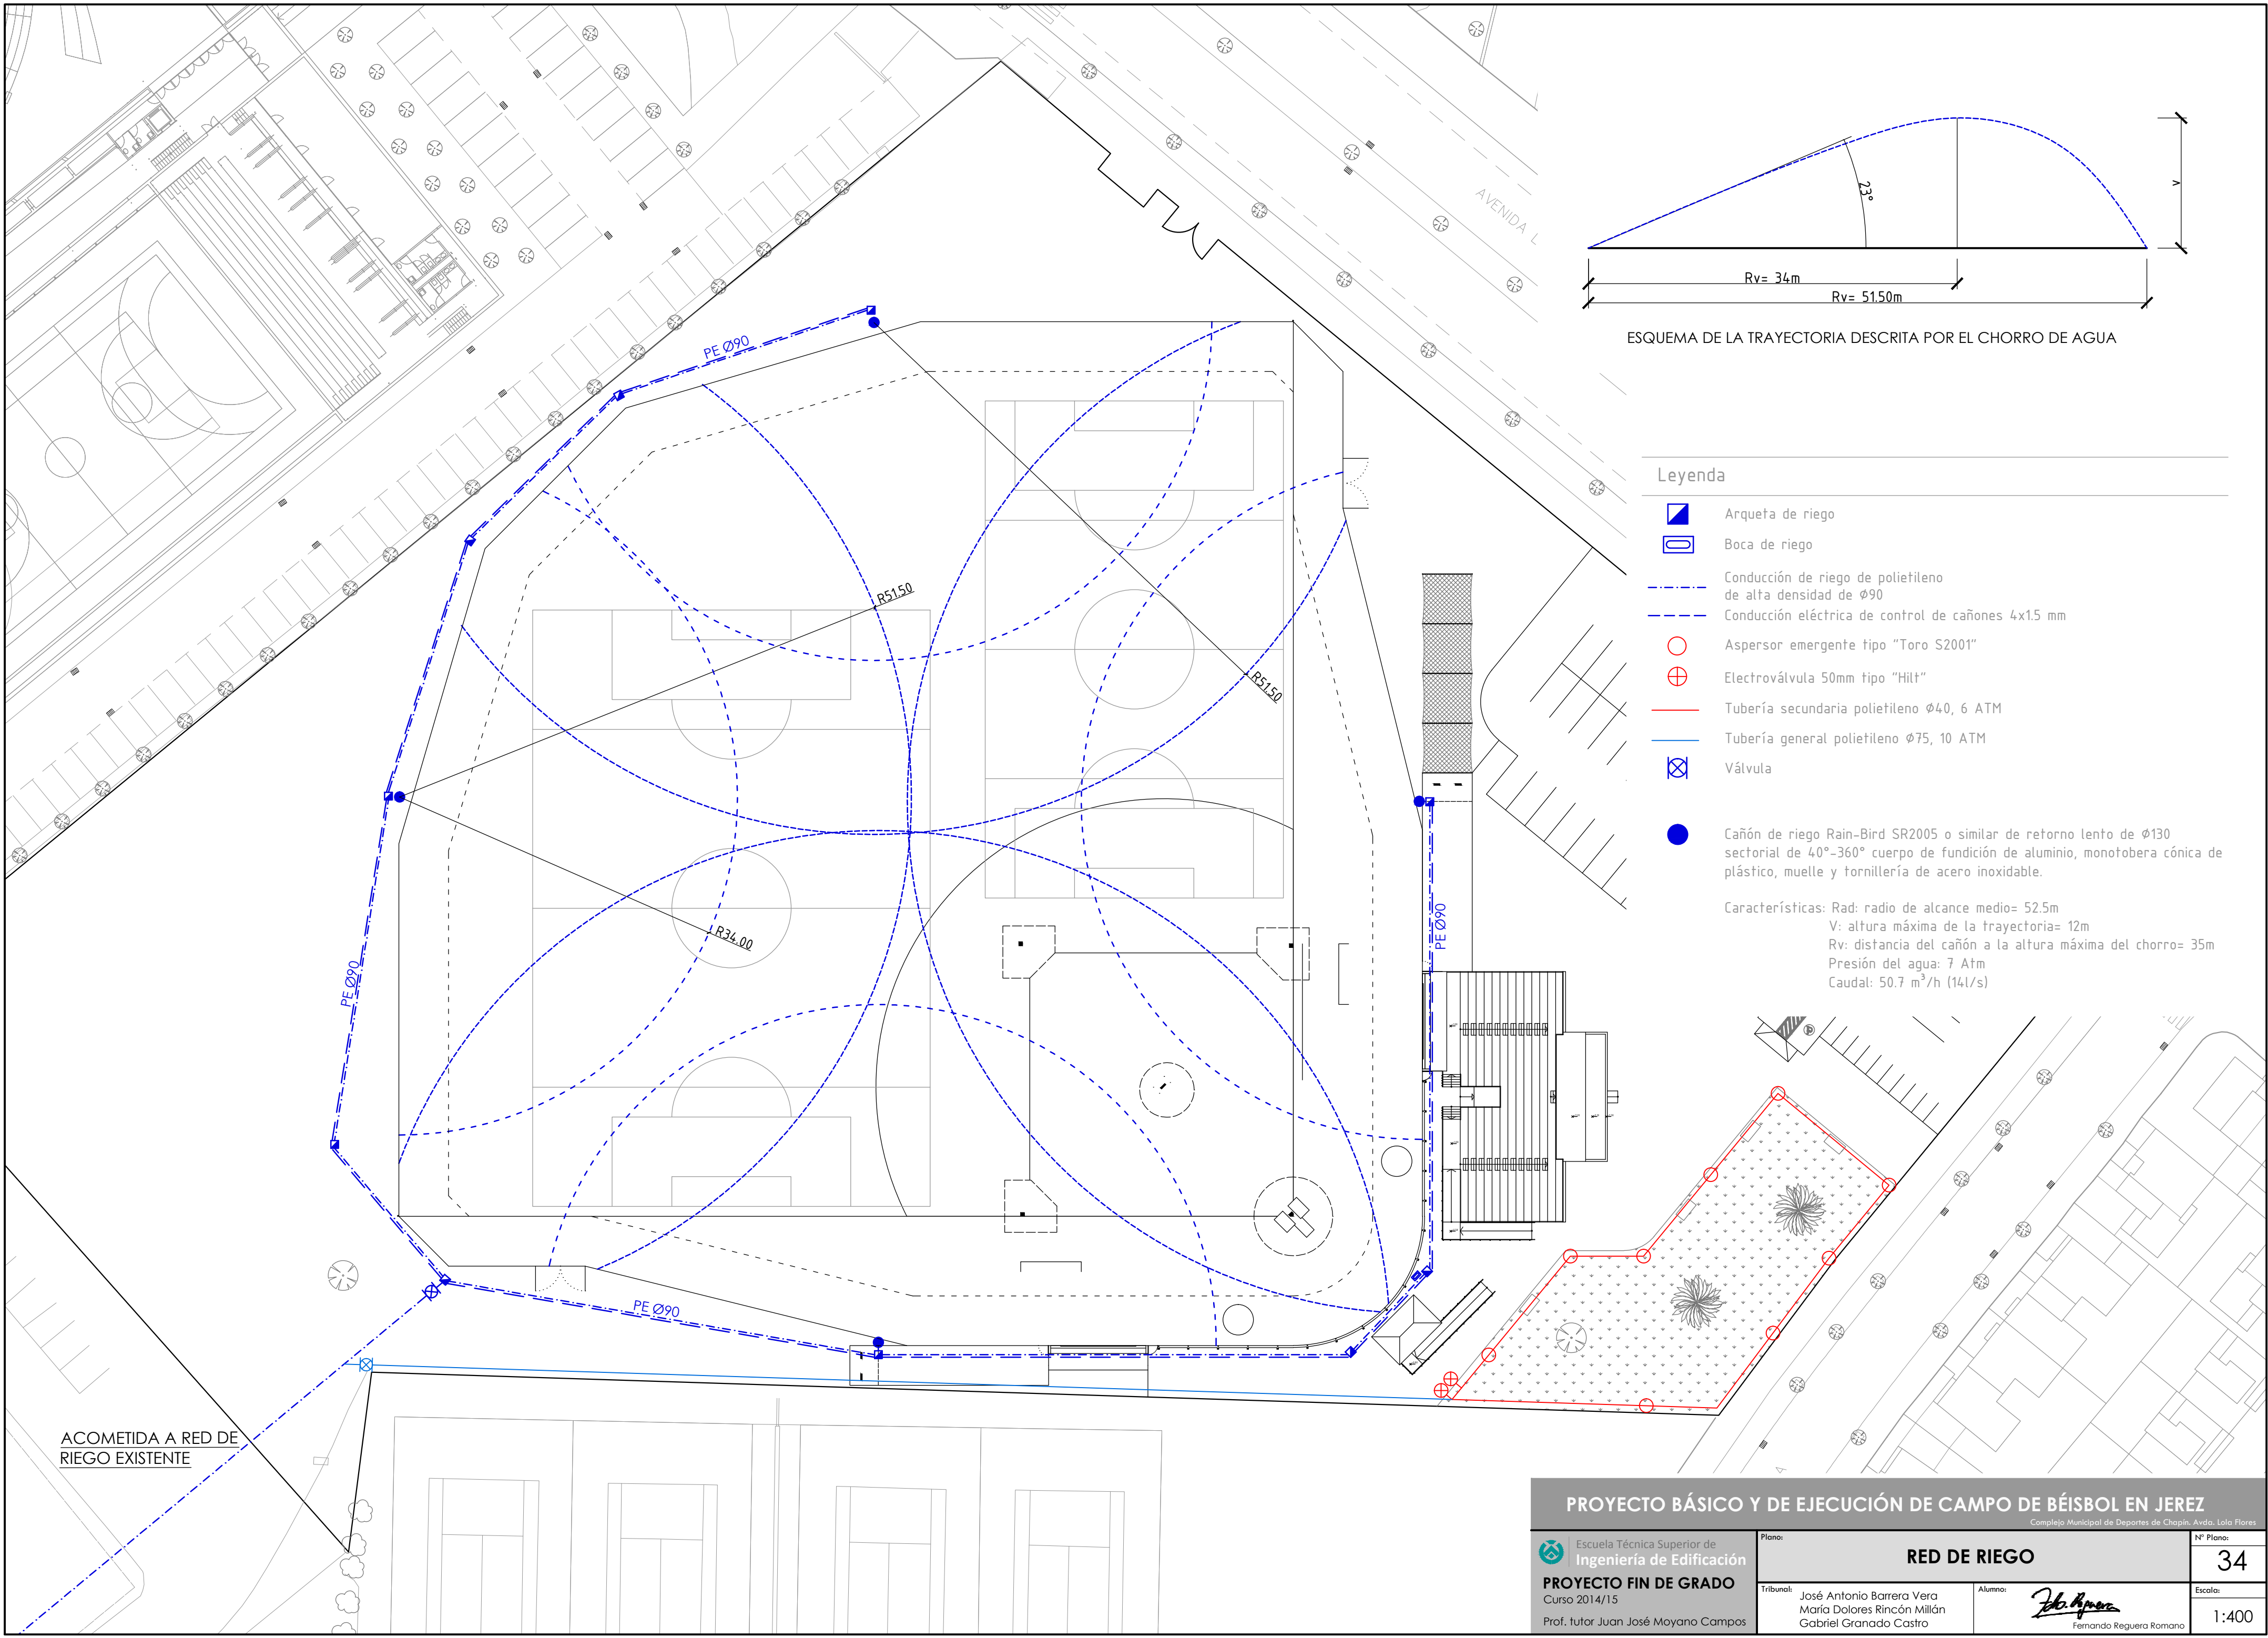 AVENIDA L
23°
V
Rv= 34m
Rv= 51.50m
ESQUEMA DE LA TRAYECTORIA DESCRITA POR EL CHORRO DE AGUA
PE Ø90
R51.50
R51.50
R34.00
PE Ø90
PE Ø90
PE Ø90
ACOMETIDA A RED DE
RIEGO EXISTENTE
Leyenda
Arqueta de riego
Boca de riego
Conducción de riego de polietileno
de alta densidad de Ø90
Conducción eléctrica de control de cañones 4x1.5 mm
Aspersor emergente tipo "Toro S2001"
Electroválvula 50mm tipo "Hilt"
Tubería secundaria polietileno Ø40, 6 ATM
Tubería general polietileno Ø75, 10 ATM
Válvula
Cañón de riego Rain-Bird SR2005 o similar de retorno lento de Ø130
sectorial de 40°-360° cuerpo de fundición de aluminio, monotobera cónica de
plástico, muelle y tornillería de acero inoxidable.
Características: Rad: radio de alcance medio= 52.5m
V: altura máxima de la trayectoria= 12m
Rv: distancia del cañón a la altura máxima del chorro= 35m
Presión del agua: 7 Atm
Caudal: 50.7 m³/h (14l/s)
PROYECTO BÁSICO Y DE EJECUCIÓN DE CAMPO DE BÉISBOL EN JEREZ
Complejo Municipal de Deportes de Chapín. Avda. Lola Flores
Escuela Técnica Superior de
Ingeniería de Edificación
PROYECTO FIN DE GRADO
Curso 2014/15
Prof. tutor Juan José Moyano Campos
Plano:
RED DE RIEGO
Nº Plano:
34
Tribunal:
José Antonio Barrera Vera
María Dolores Rincón Millán
Gabriel Granado Castro
Alumno:
Fdo. Reguera
Fernando Reguera Romano
Escala:
1:400